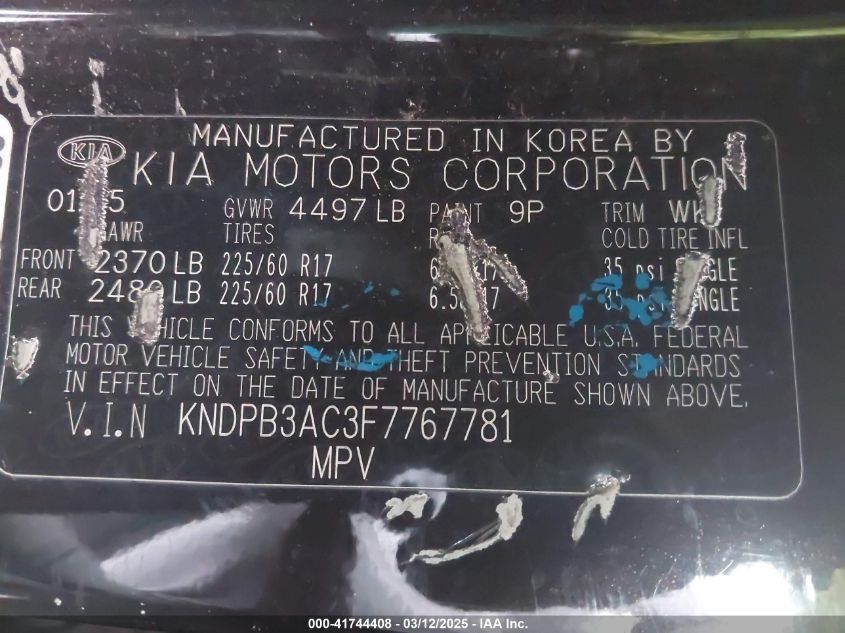 KIA
MANUFACTURED IN KOREA BY
KIA MOTORS CORPORATION
GVWR 4497 LB PAINT 9P TRIM
TIRES COLD TIRE INFL
FRONT 2370 LB 225/60 R17 35 psi
REAR LB 225/60 R17
THIS VEHICLE CONFORMS TO ALL APPLICABLE U.S.A. FEDERAL
MOTOR VEHICLE SAFETY AND THEFT PREVENTION STANDARDS
IN EFFECT ON THE DATE OF MANUFACTURE SHOWN ABOVE.
V.I.N KNDPB3AC3F7767781
MPV
000-41744408 - 03/12/2025 - IAA Inc.